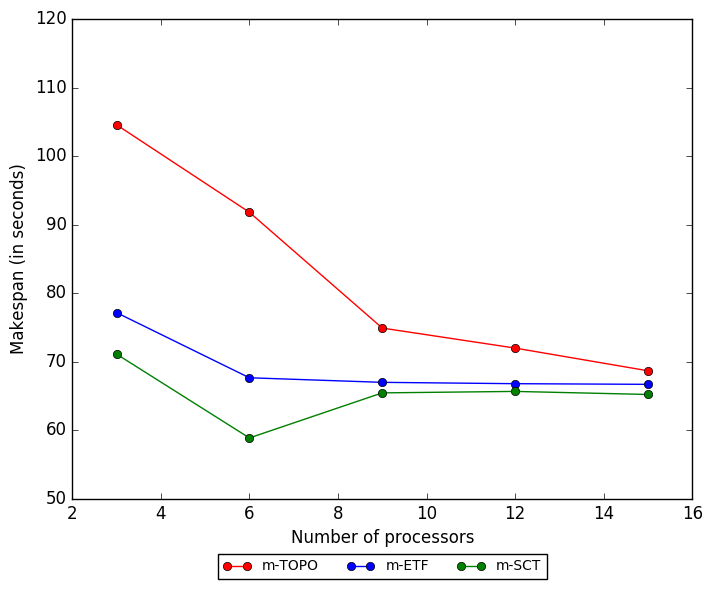 120
110
100
90
80
70
60
50
Makespan (in seconds)
2 4 6 8 10 12 14 16
Number of processors
m-TOPO m-ETF m-SCT